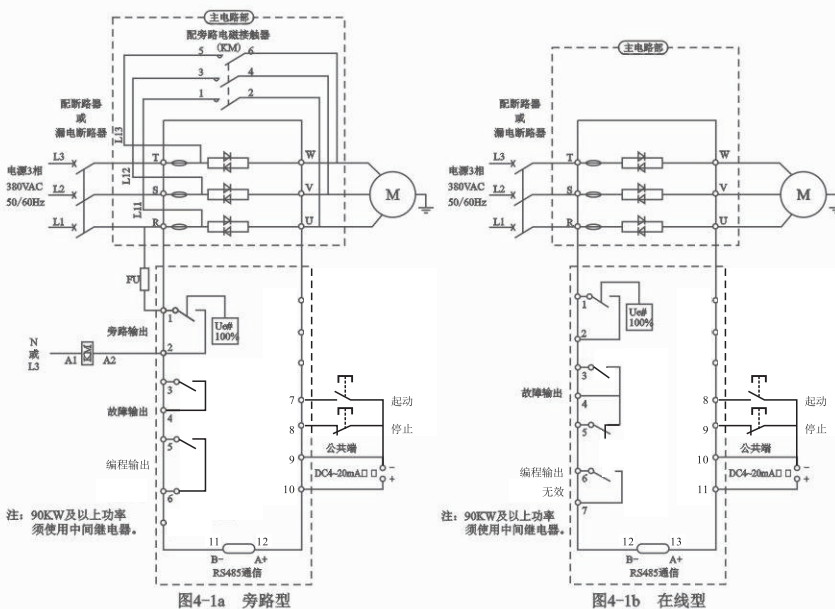 主电路部
配旁路电磁接触器
(KM)
5
6
3
4
1
2
配断路器
或
漏电断路器
L13
L12
L11
电源3相
380VAC
50/60Hz
L3
L2
L1
T
S
R
W
V
U
M
FU
1
Ue#
100%
旁路输出
2
N
或
L3
A1
KM
A2
3
故障输出
4
5
编程输出
6
7
起动
8
停止
公共端
9
DC4~20mA
10
-
+
注：90KW及以上功率
须使用中间继电器。
11
12
B-
A+
RS485通信
图4-1a 旁路型
主电路部
配断路器
或
漏电断路器
电源3相
380VAC
50/60Hz
L3
L2
L1
T
S
R
W
V
U
M
1
Ue#
100%
2
3
故障输出
4
5
编程输出
无效
6
7
8
起动
9
停止
公共端
10
DC4~20mA
11
-
+
注：90KW及以上功率
须使用中间继电器。
12
13
B-
A+
RS485通信
图4-1b 在线型